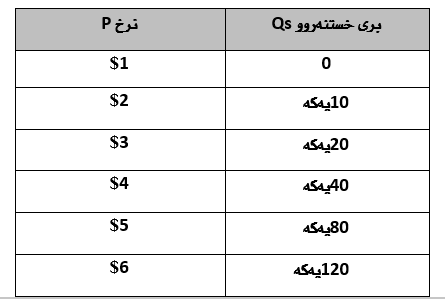 بری خستنەروو Qs	نرخ P
0	$1
10یەکە	$2
20یەکە	$3
40یەکە	$4
80یەکە	$5
120یەکە	$6